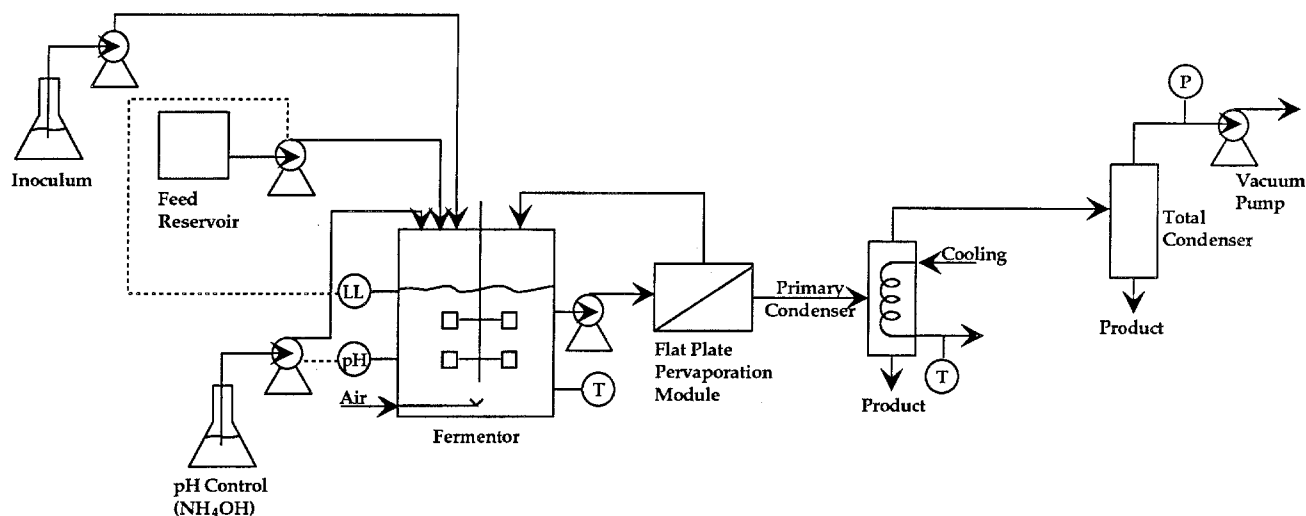 P
Inoculum
Feed
Reservoir
Vacuum
Pump
Total
Condenser
Cooling
LL
Primary
Condenser
Product
pH
Flat Plate
Pervaporation
Module
T
Air
T
Product
Fermentor
pH Control
(NH₄OH)